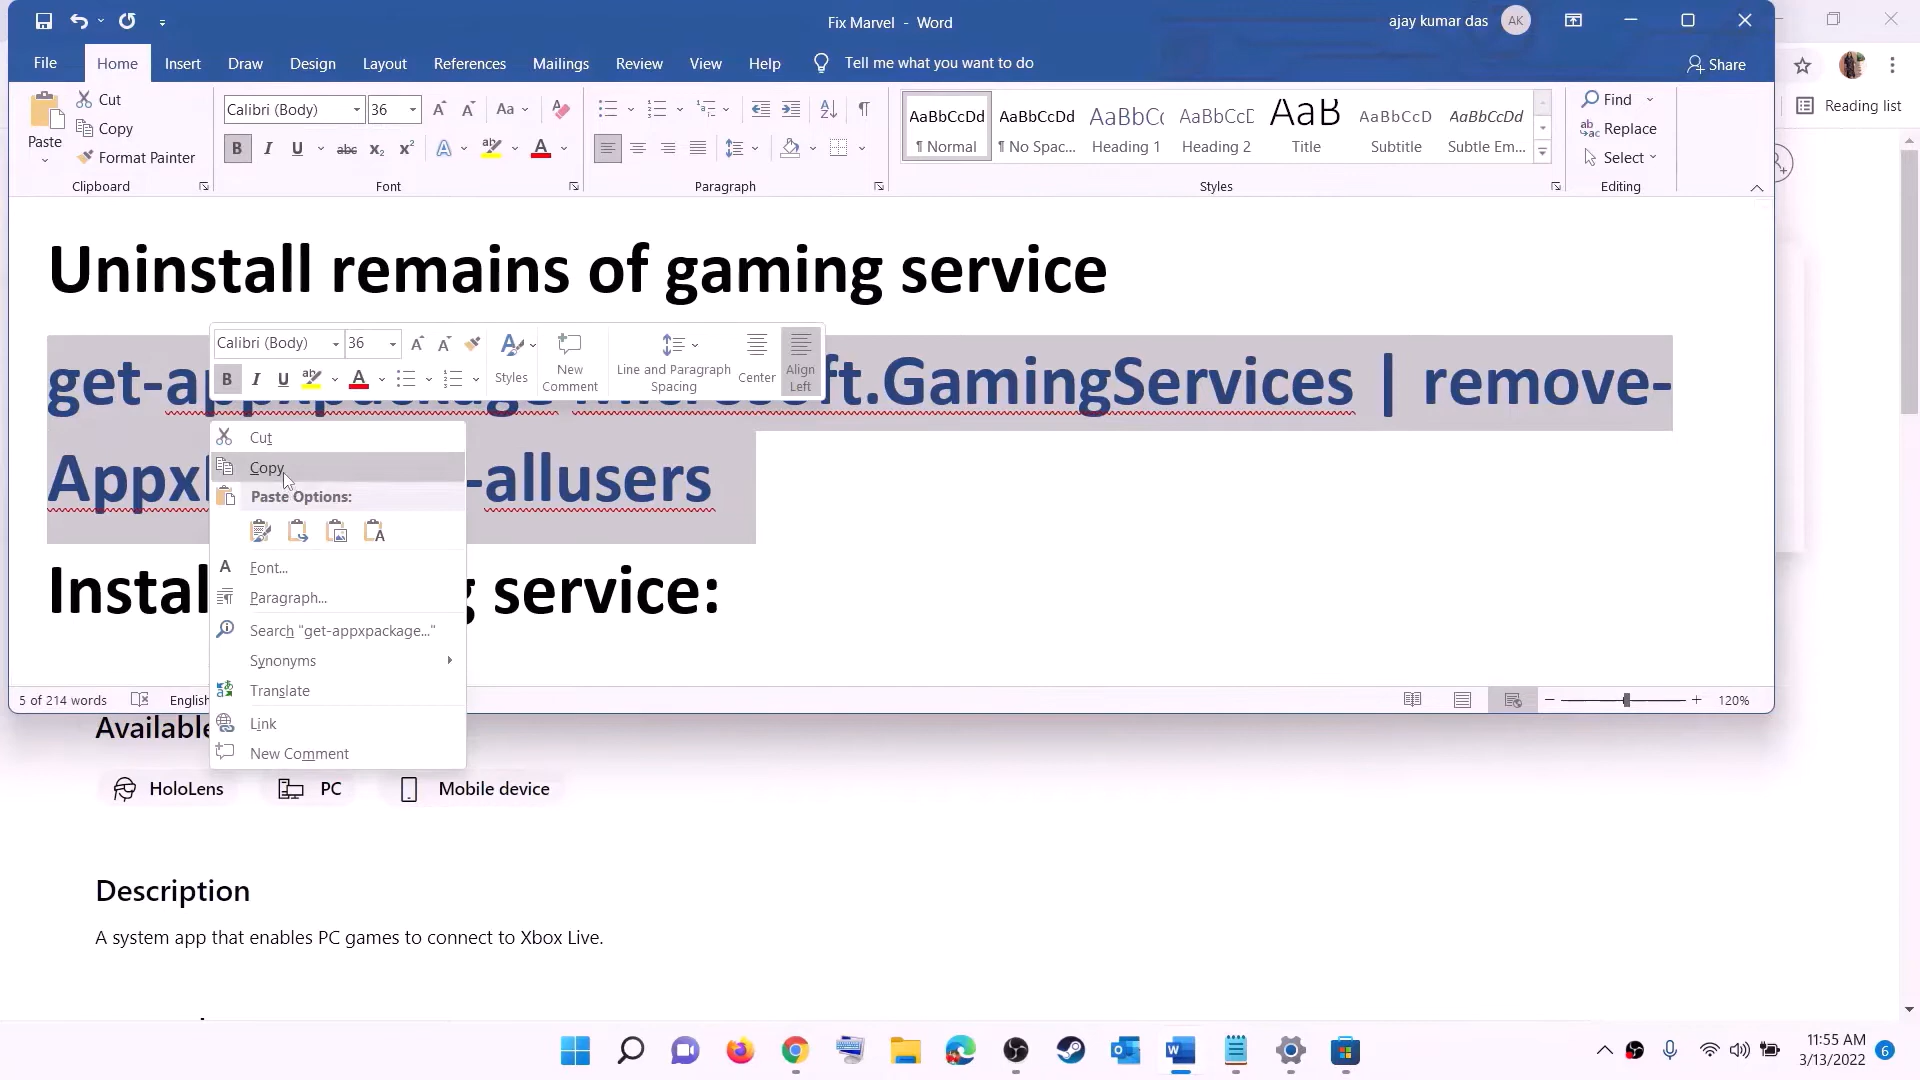 Fix Marvel - Word
ajay kumar das
AK
File
Home
Insert
Draw
Design
Layout
References
Mailings
Review
View
Help
Tell me what you want to do
Share
Reading list
Paste
Cut
Copy
Format Painter
Clipboard
Calibri (Body)
36
Aa
B I U abc x₂ x²
Font
Paragraph
AaBbCcDd
¶ Normal
AaBbCcDd
¶ No Spac...
AaBbC(
Heading 1
AaBbCcC
Heading 2
AaB
Title
AaBbCcD
Subtitle
AaBbCcDd
Subtle Em...
Styles
Find
Replace
Select
Editing
Uninstall remains of gaming service
Calibri (Body)
36
B I U
Styles
New
Comment
Line and Paragraph
Spacing
Center
Align
Left
ft.GamingServices | remove-
-allusers
service:
Cut
Copy
Paste Options:
Font...
Paragraph...
Search "get-appxpackage..."
Synonyms
Translate
Link
New Comment
5 of 214 words
English
120%
Available
HoloLens
PC
Mobile device
Description
A system app that enables PC games to connect to Xbox Live.
11:55 AM
3/13/2022
6